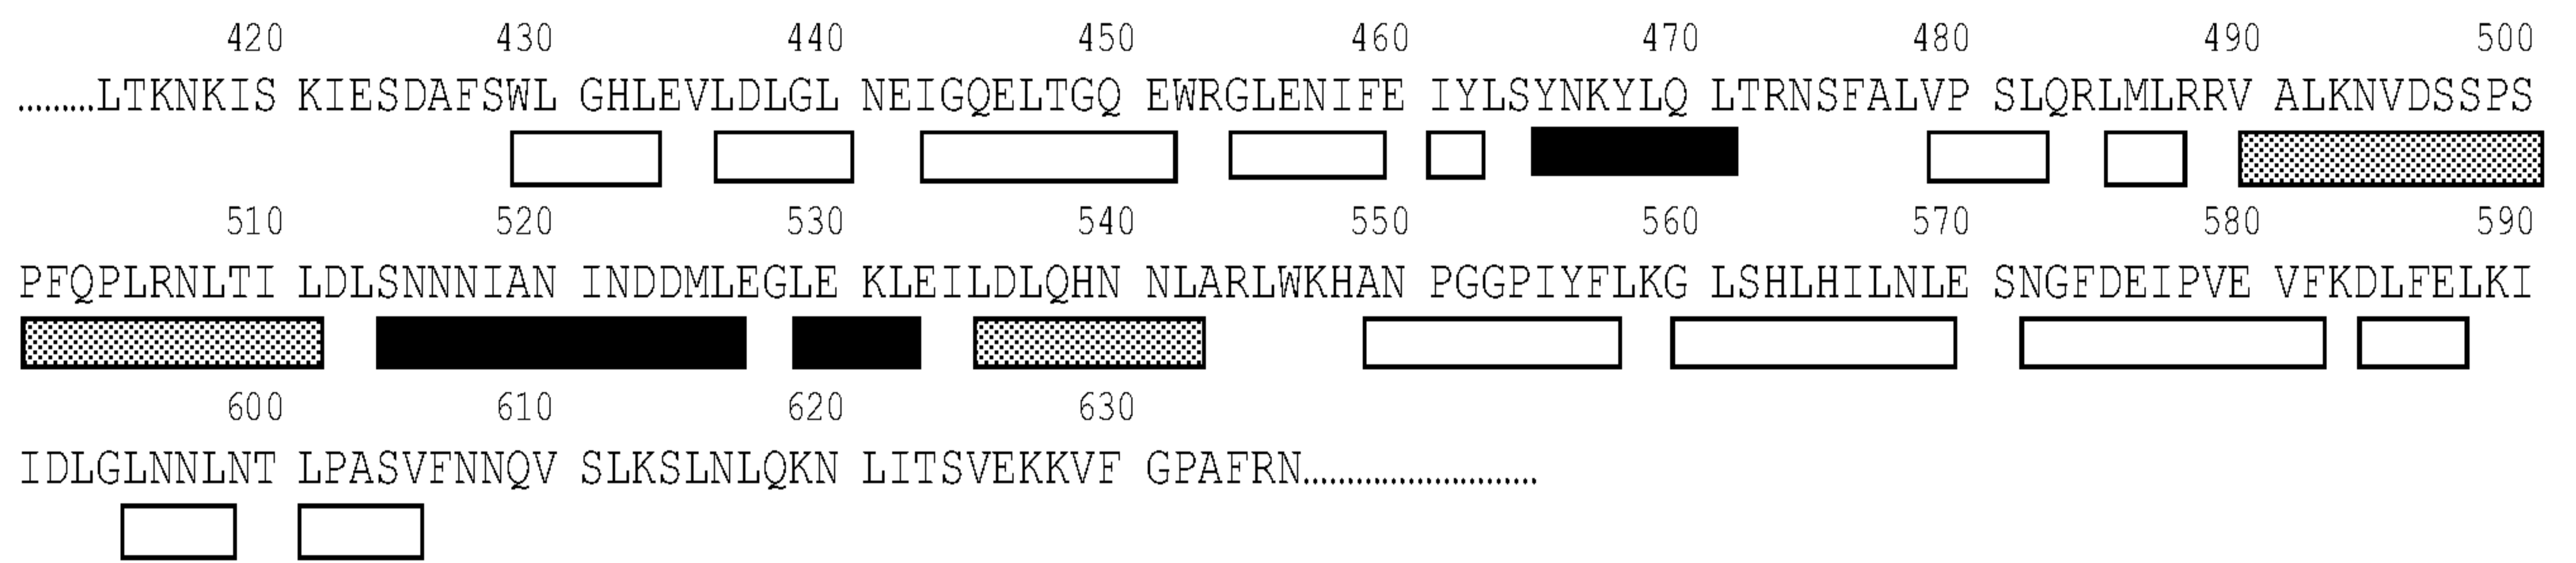 420 430 440 450 460 470 480 490 500
.........LTKNKIS KIESDAFSWL GHLEVLDLGL NEIGQELTGQ EWRGLENIFE IYLSYNKYLQ LTRNSFALVP SLQRLMLRRV ALKNVDSSPS
510 520 530 540 550 560 570 580 590
PFQPLRNLTI LDLSNNNIAN INDDMLEGLE KLEILDLQHN NLARLWKHAN PGGPIYFLKG LSHLHILNLE SNGFDEIPVE VFKDLFELKI
600 610 620 630
IDLGLNNLNT LPASVFNNQV SLKSLNLQKN LITSVEKKVF GPAFRN...........................